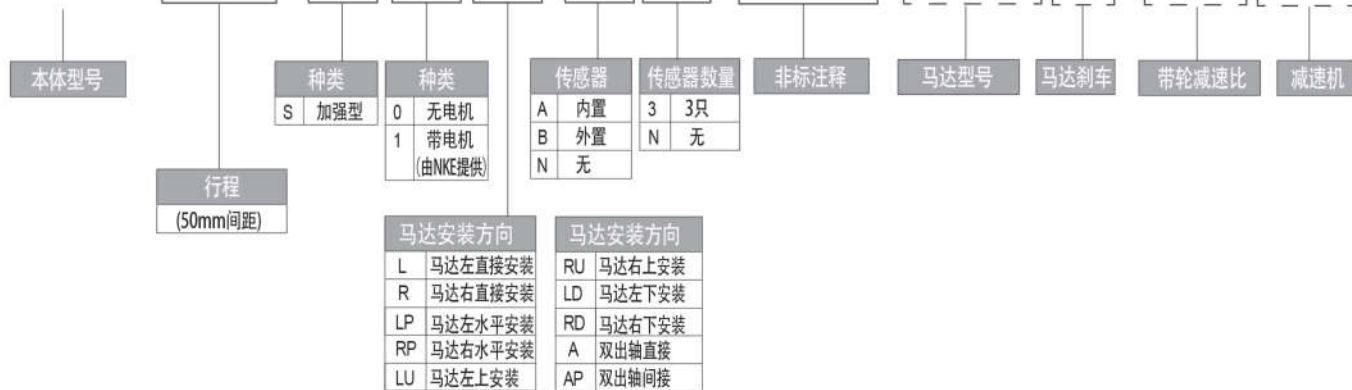 本体型号
行程
(50mm间距)
种类
S 加强型
种类
0 无电机
1 带电机
(由NKE提供)
马达安装方向
L 马达左直接安装
R 马达右直接安装
LP 马达左水平安装
RP 马达右水平安装
LU 马达左上安装
传感器
A 内置
B 外置
N 无
传感器数量
3 3只
N 无
马达安装方向
RU 马达右上安装
LD 马达左下安装
RD 马达右下安装
A 双出轴直接
AP 双出轴间接
非标注释
马达型号
马达刹车
带轮减速比
减速机